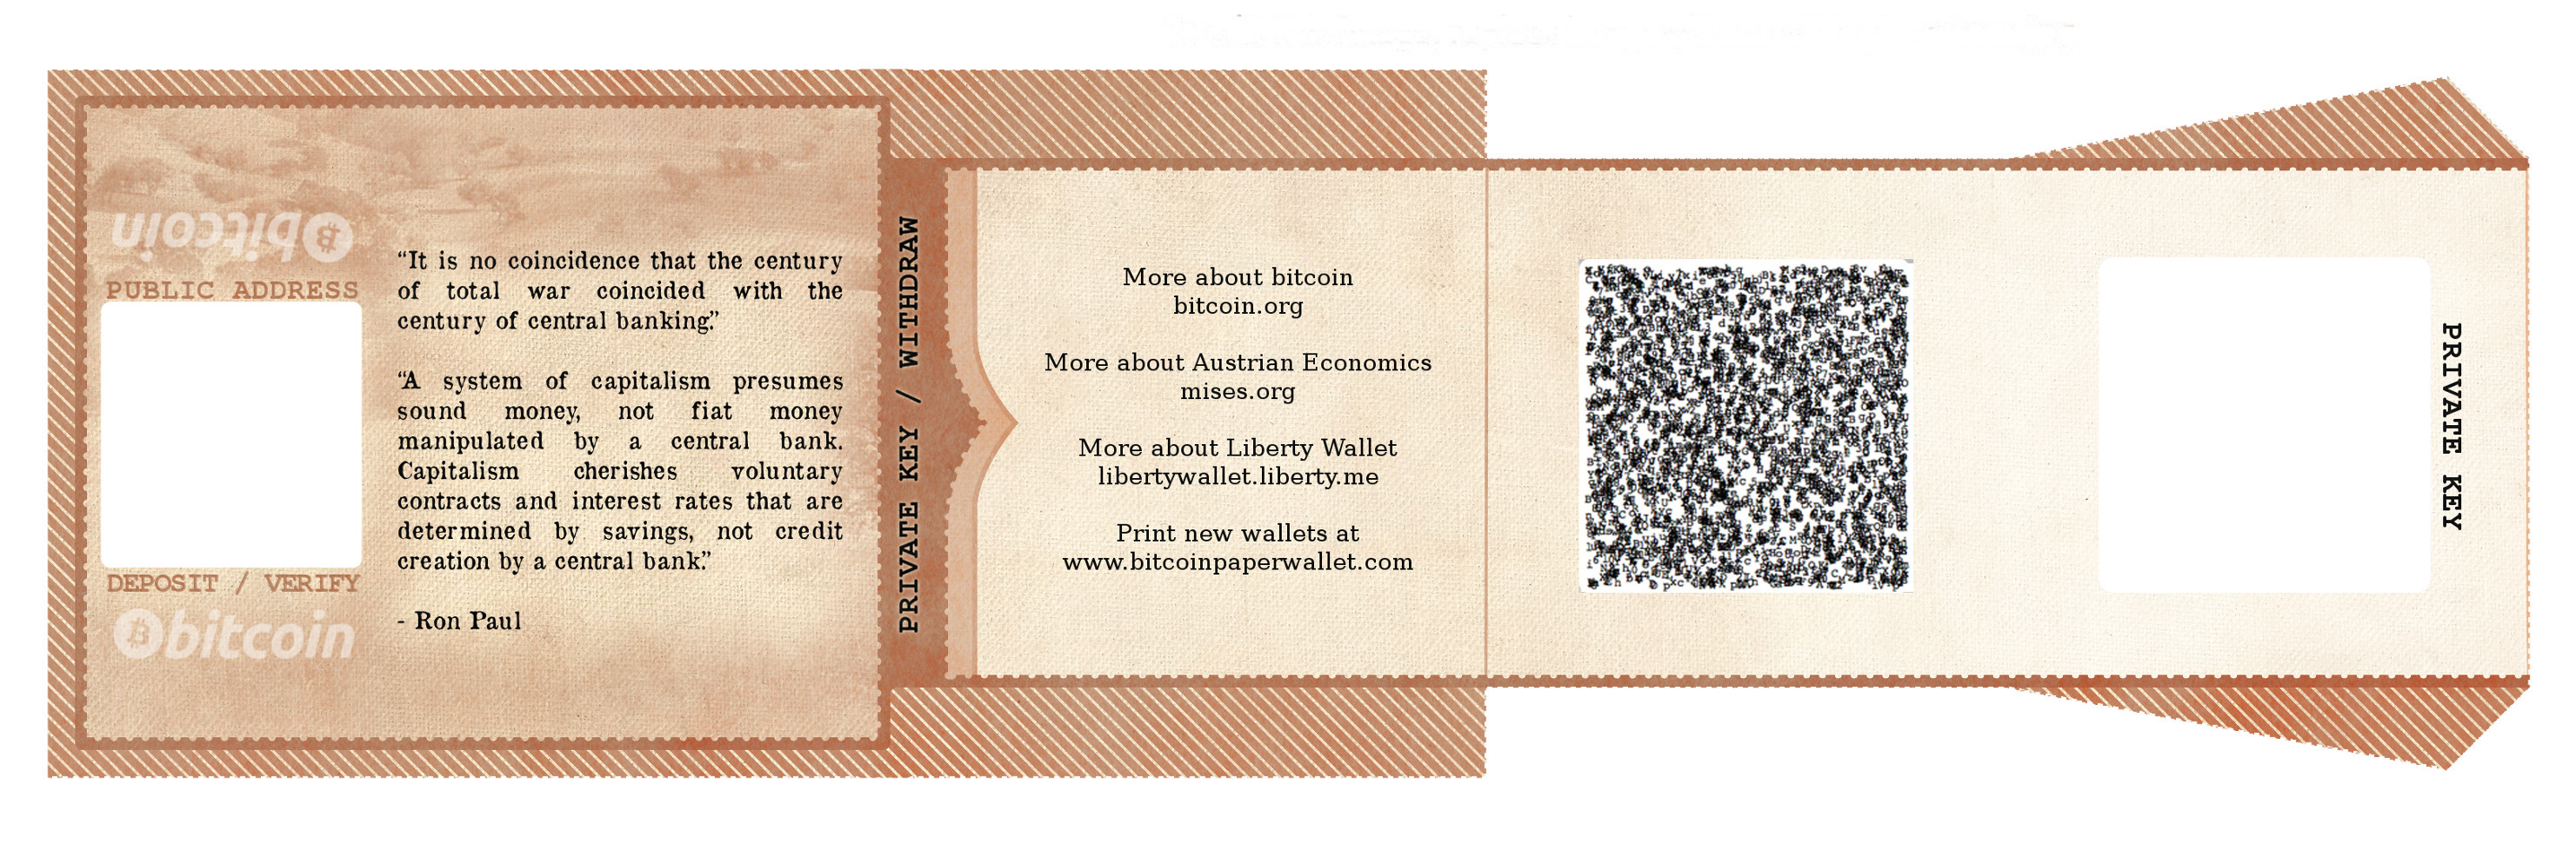 bitcoin
PUBLIC ADDRESS
DEPOSIT / VERIFY
bitcoin
“It is no coincidence that the century
of total war coincided with the
century of central banking.”
“A system of capitalism presumes
sound money, not fiat money
manipulated by a central bank.
Capitalism cherishes voluntary
contracts and interest rates that are
determined by savings, not credit
creation by a central bank.”
- Ron Paul
PRIVATE KEY / WITHDRAW
More about bitcoin
bitcoin.org
More about Austrian Economics
mises.org
More about Liberty Wallet
libertywallet.liberty.me
Print new wallets at
www.bitcoinpaperwallet.com
PRIVATE KEY